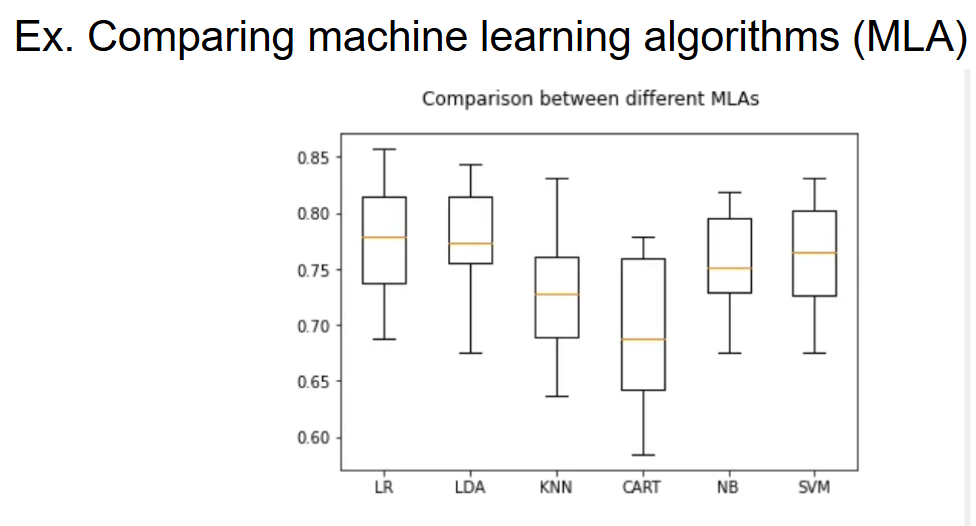 Ex. Comparing machine learning algorithms (MLA)
Comparison between different MLAs
0.85
0.80
0.75
0.70
0.65
0.60
LR LDA KNN CART NB SVM